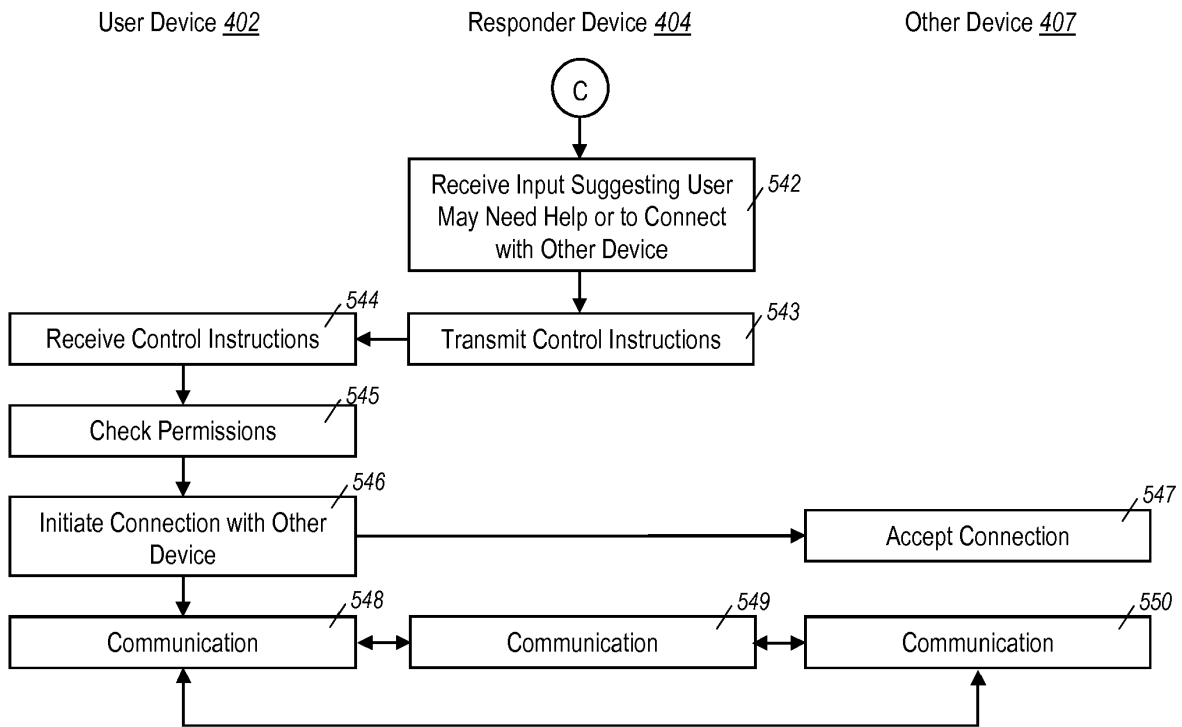 User Device 402
Responder Device 404
Other Device 407
C
Receive Input Suggesting User
May Need Help or to Connect
with Other Device
542
544
Receive Control Instructions
Transmit Control Instructions
543
545
Check Permissions
546
Initiate Connection with Other
Device
547
Accept Connection
548
Communication
549
Communication
550
Communication